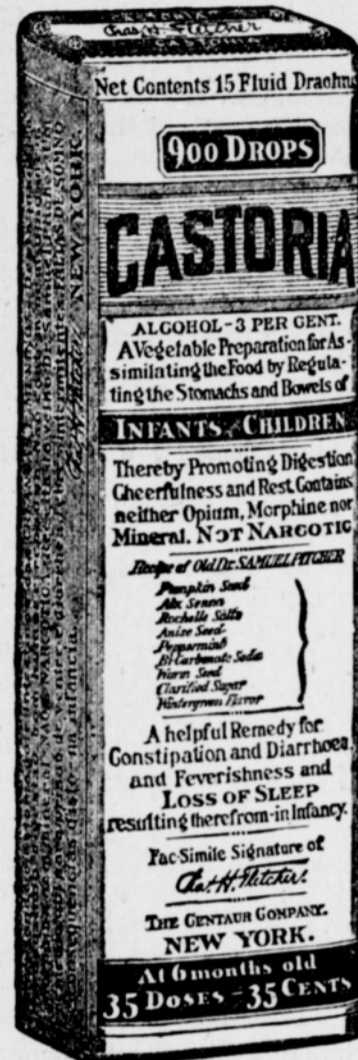 Chas. H. Fletcher
Net Contents 15 Fluid Drachm
900 DROPS
CASTORIA
ALCOHOL-3 PER CENT.
A Vegetable Preparation for As-
similating the Food by Regula-
ting the Stomachs and Bowels of
INFANTS & CHILDREN
Thereby Promoting Digestion
Cheerfulness and Rest. Contains
neither Opium, Morphine nor
Mineral. NOT NARCOTIC
Recipe of Old Dr. SAMUEL PITCHER
Pumpkin Seed
Alx Senna
Rochelle Salts
Anise Seed
Peppermint
Bi Carbonate Soda
Worm Seed
Clarified Sugar
Wintergreen Flavor
A helpful Remedy for
Constipation and Diarrhoea
and Feverishness and
LOSS OF SLEEP
resulting therefrom-in Infancy.
Fac-Simile Signature of
Chas. H. Fletcher.
THE CENTAUR COMPANY.
NEW YORK.
At 6 months old
35 DOSES - 35 CENTS
Chas. H. Fletcher NEW YORK.